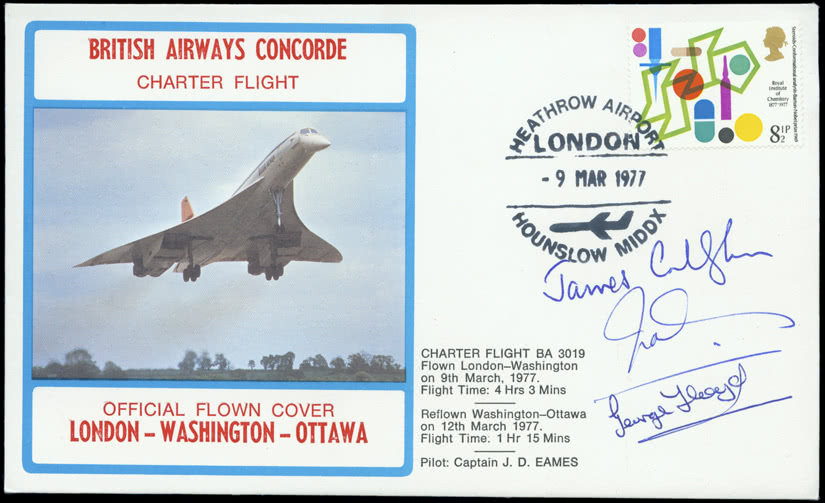 BRITISH AIRWAYS CONCORDE
CHARTER FLIGHT
OFFICIAL FLOWN COVER
LONDON – WASHINGTON – OTTAWA
Royal
Institute
of
Chemistry
1877-1977
8½P
HEATHROW AIRPORT
LONDON
- 9 MAR 1977
HOUNSLOW MIDDX
James Callaghan
George Lloyd
CHARTER FLIGHT BA 3019
Flown London–Washington
on 9th March, 1977.
Flight Time: 4 Hrs 3 Mins
Reflown Washington–Ottawa
on 12th March 1977.
Flight Time: 1 Hr 15 Mins
Pilot: Captain J. D. EAMES